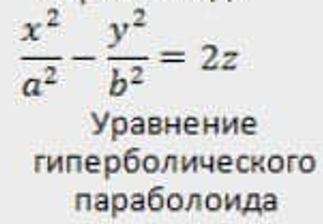 x²/a² − y²/b² = 2z
Уравнение
гиперболического
параболоида